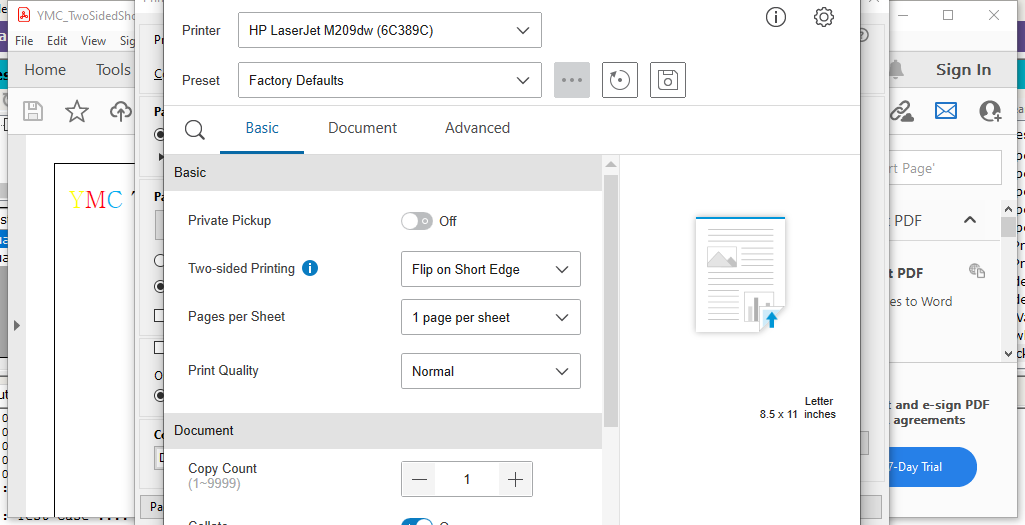 YMC_TwoSidedSho
File Edit View Sig
Home Tools
Printer HP LaserJet M209dw (6C389C)
Preset Factory Defaults
Sign In
Basic Document Advanced
Basic
YMC
Private Pickup Off
Two-sided Printing Flip on Short Edge
Pages per Sheet 1 page per sheet
Print Quality Normal
Letter
8.5 x 11 inches
Document
Copy Count 1
(1~9999)
rt Page'
PDF
t PDF
es to Word
t and e-sign PDF
agreements
7-Day Trial
Pa